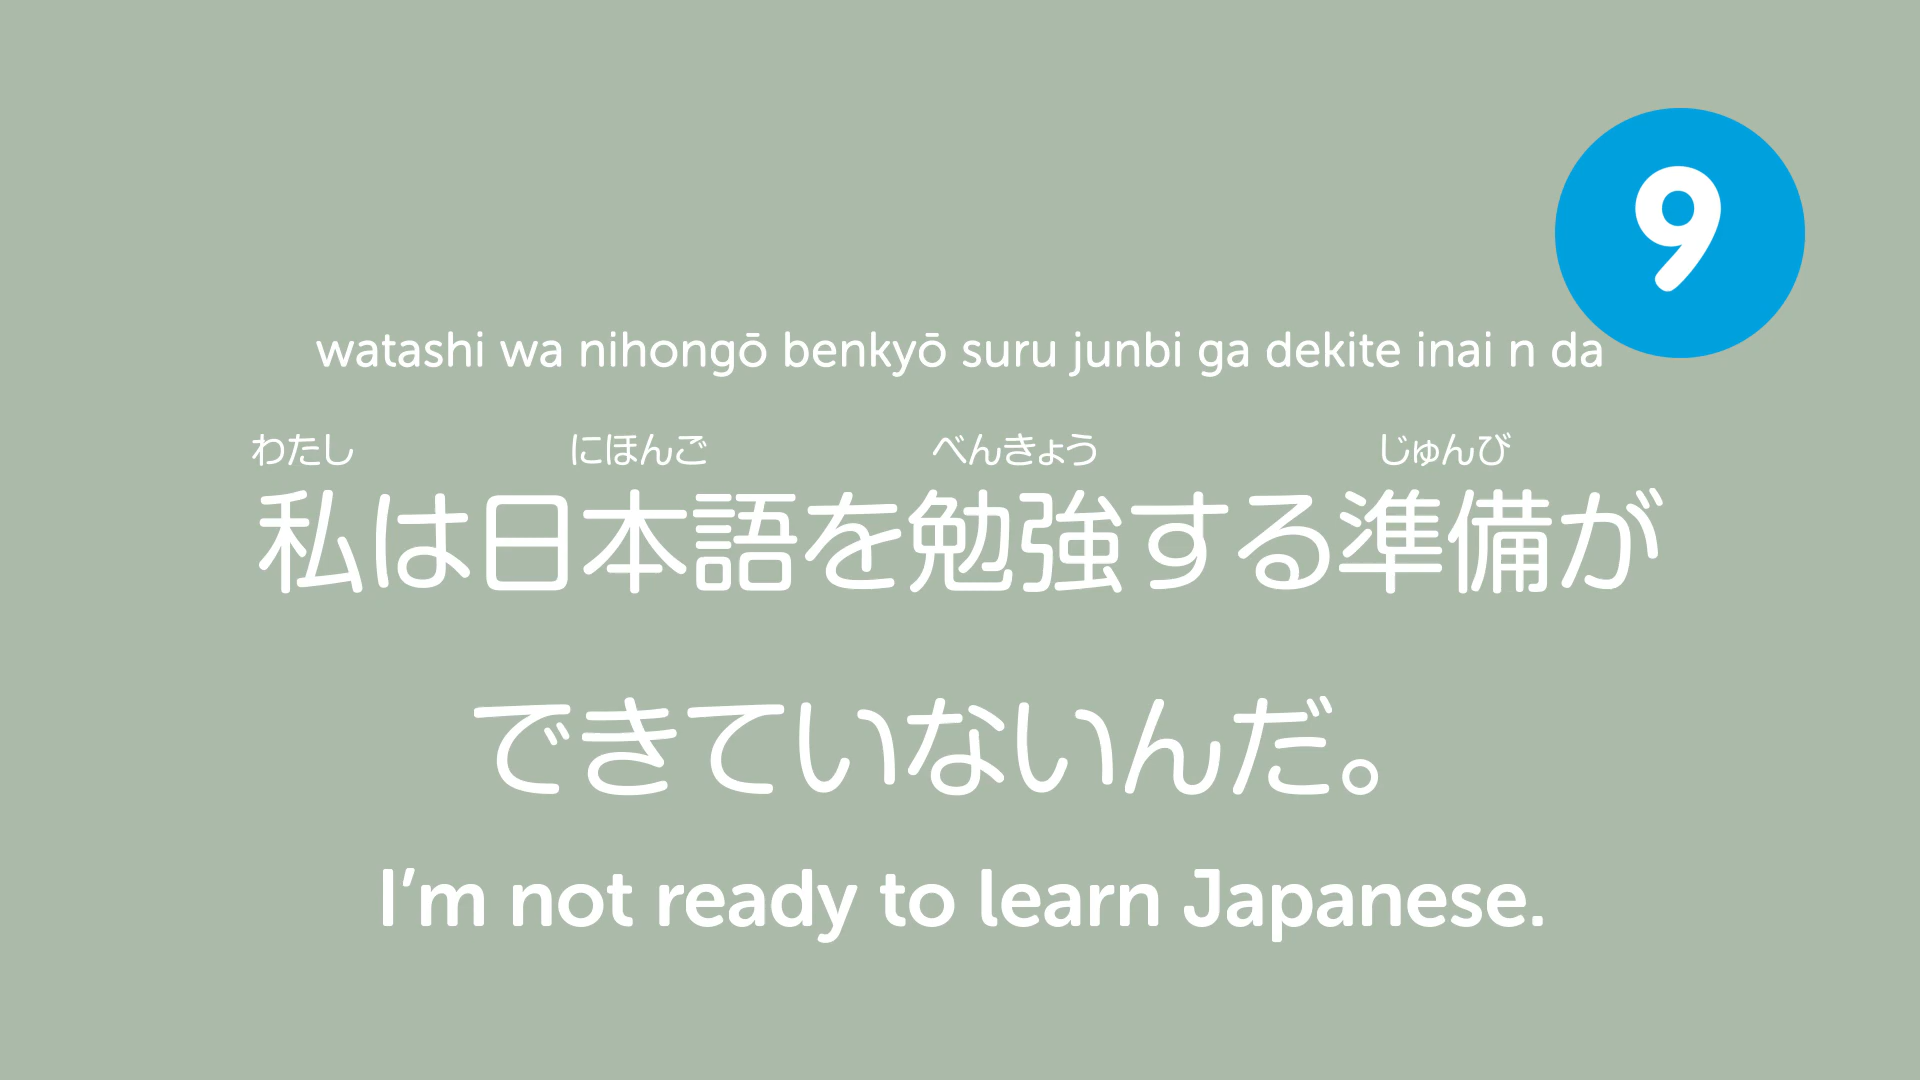 9
watashi wa nihongō benkyō suru junbi ga dekite inai n da
わたし にほんご べんきょう じゅんび
私は日本語を勉強する準備が
できていないんだ。
I'm not ready to learn Japanese.